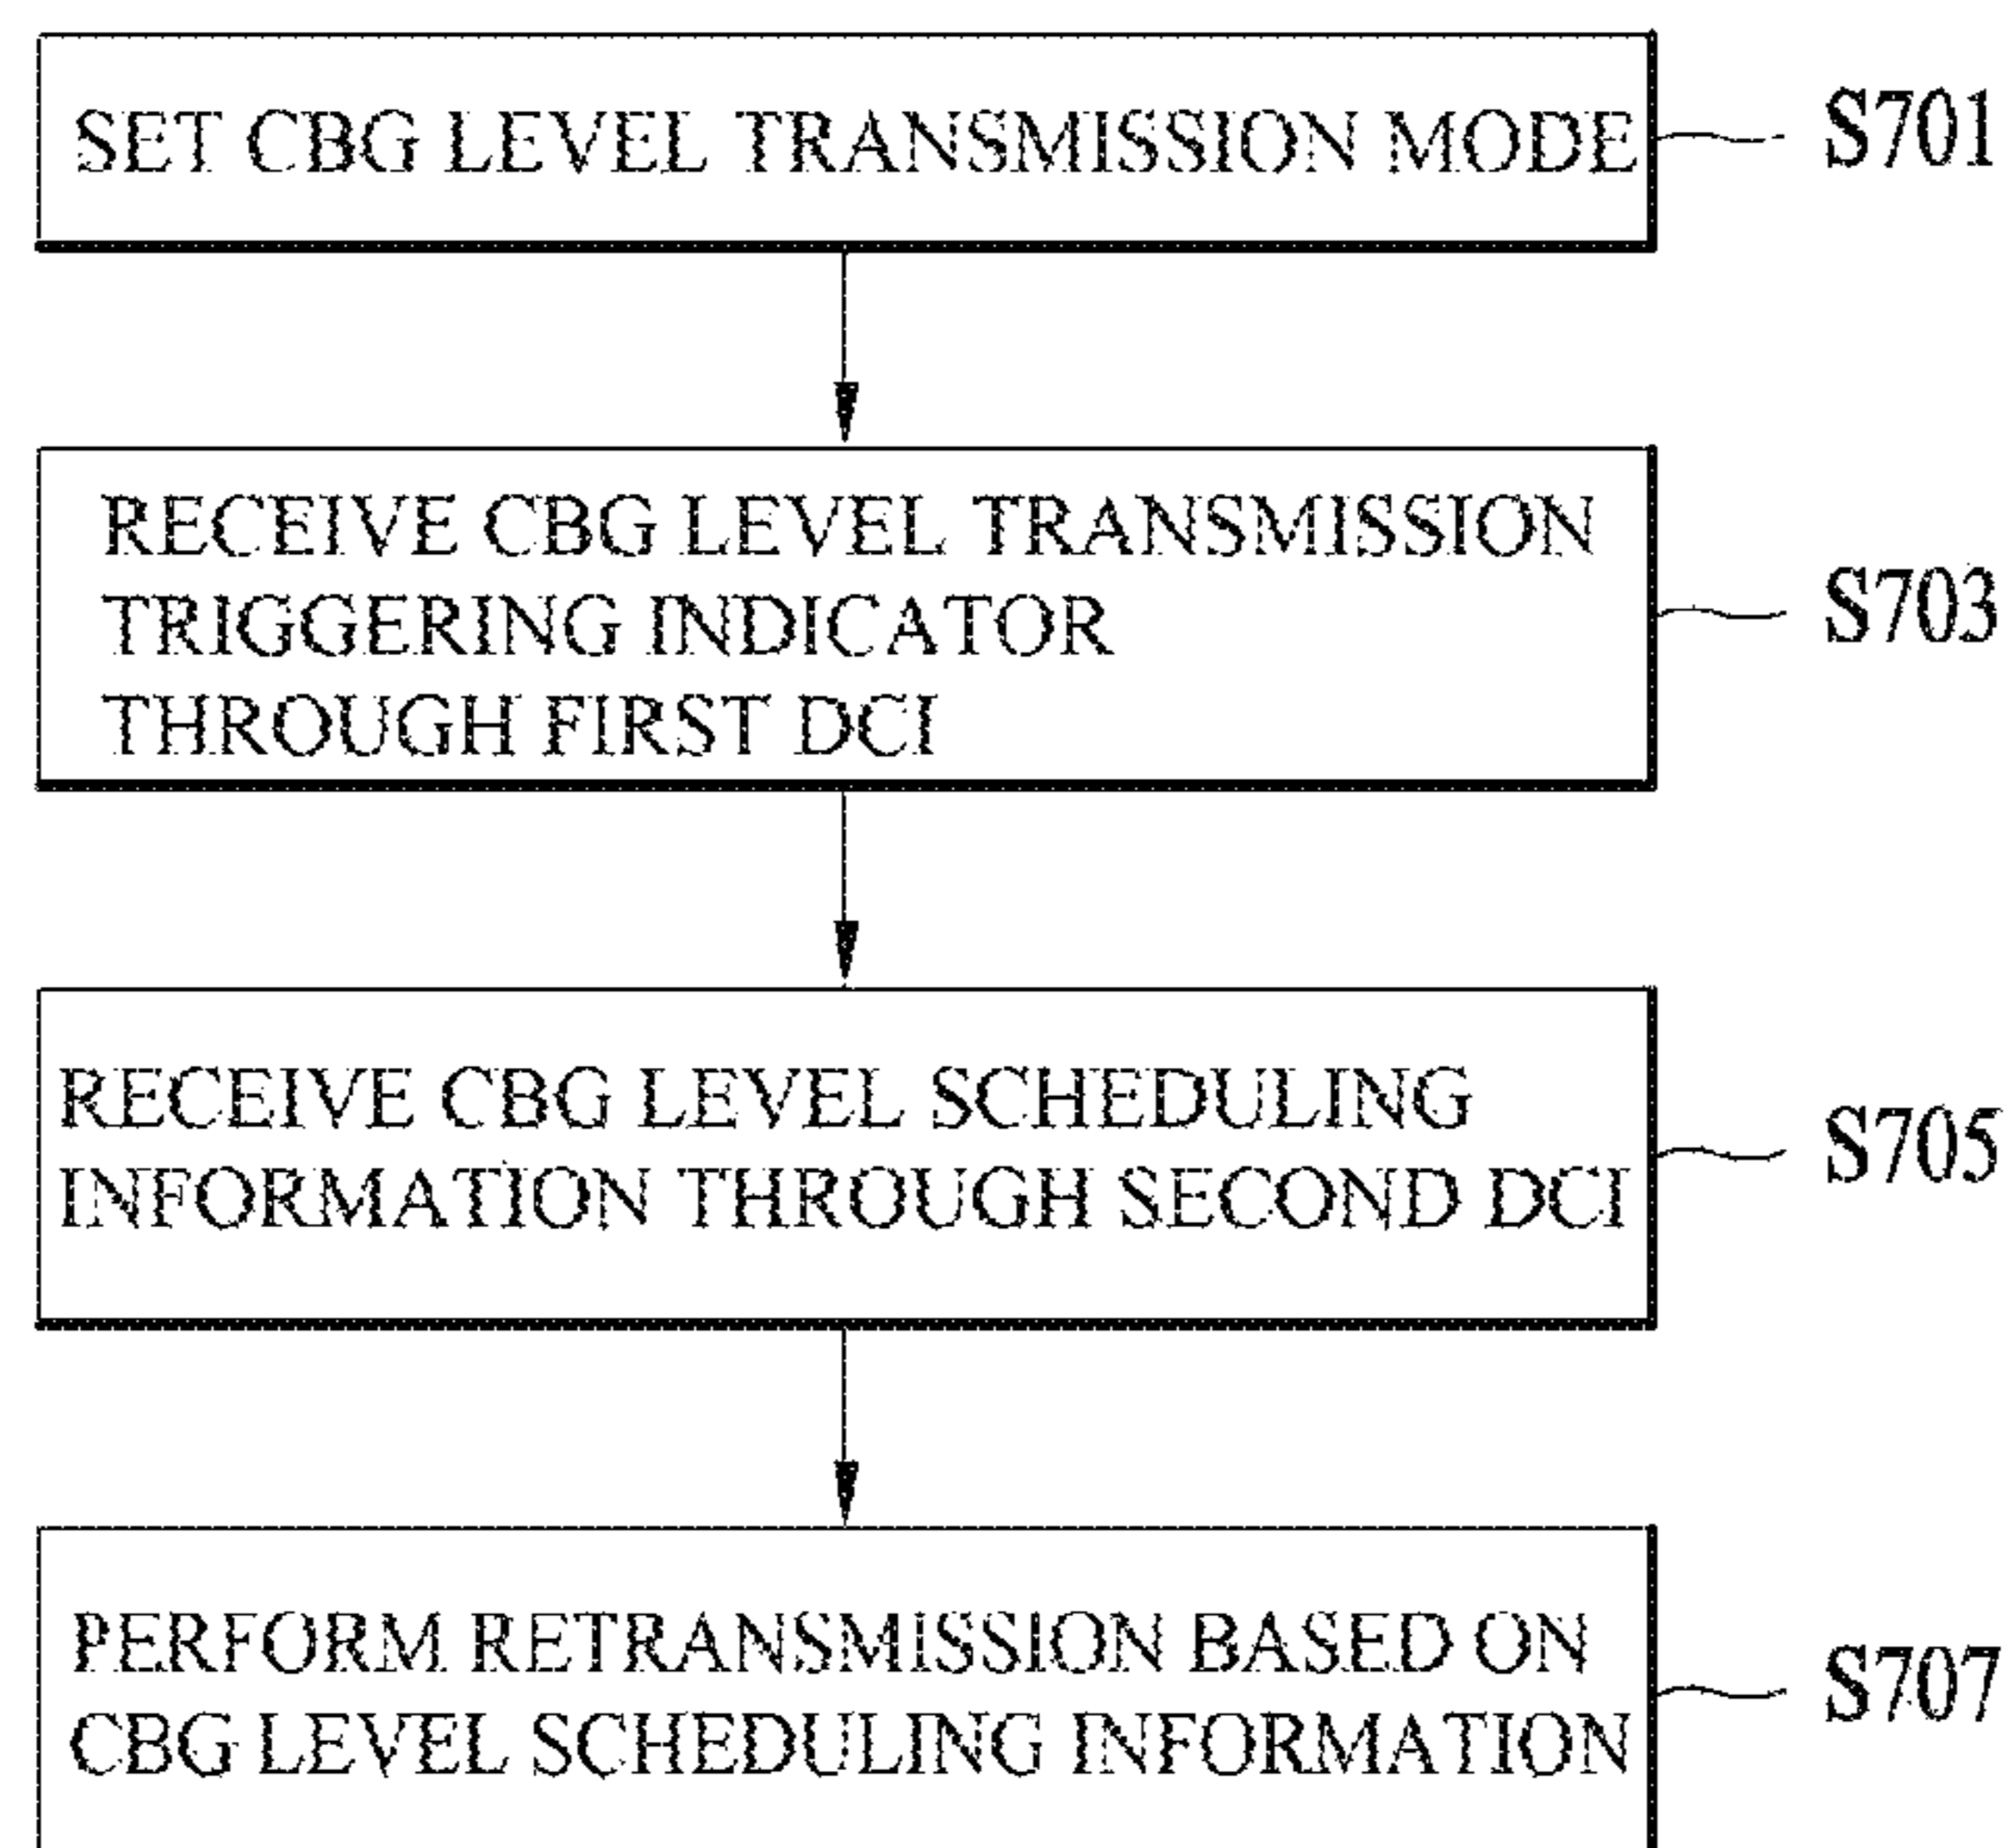 SET CBG LEVEL TRANSMISSION MODE
S701
RECEIVE CBG LEVEL TRANSMISSION
TRIGGERING INDICATOR
THROUGH FIRST DCI
S703
RECEIVE CBG LEVEL SCHEDULING
INFORMATION THROUGH SECOND DCI
S705
PERFORM RETRANSMISSION BASED ON
CBG LEVEL SCHEDULING INFORMATION
S707